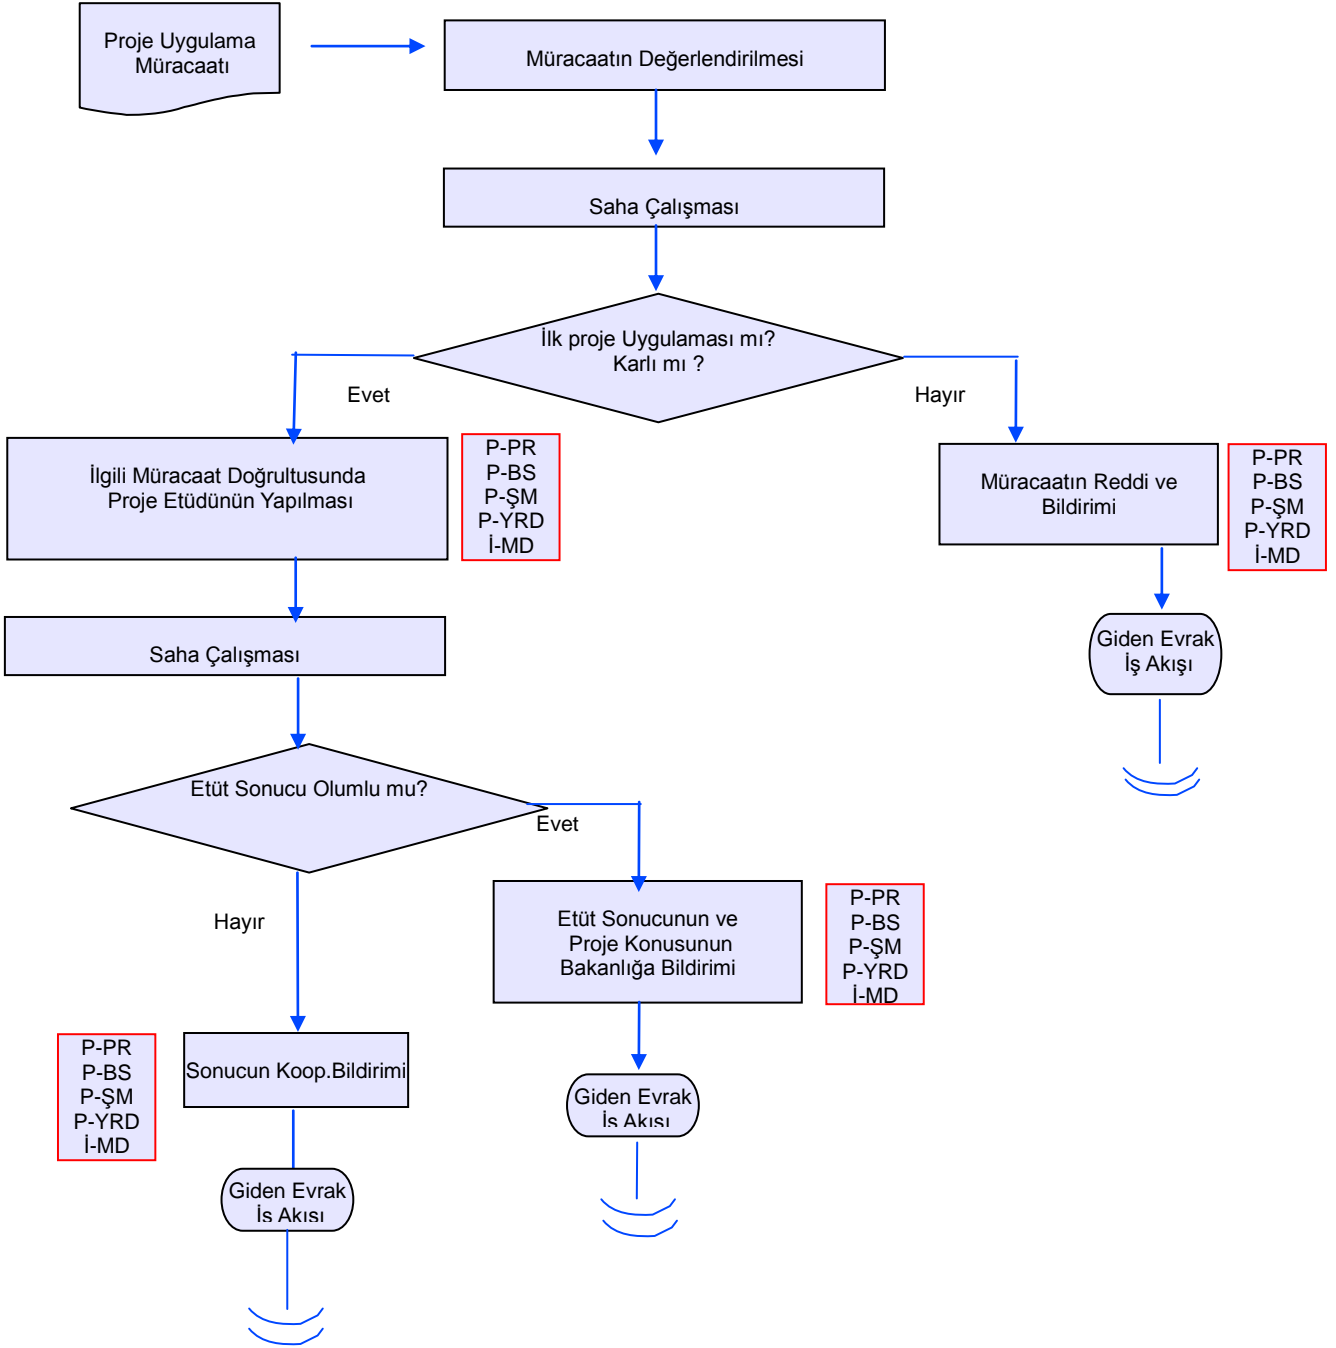 Proje Uygulama
Müracaatı
Müracaatın Değerlendirilmesi
Saha Çalışması
İlk proje Uygulaması mı?
Karlı mı ?
Evet
Hayır
İlgili Müracaat Doğrultusunda
Proje Etüdünün Yapılması
P-PR
P-BS
P-ŞM
P-YRD
İ-MD
Müracaatın Reddi ve
Bildirimi
P-PR
P-BS
P-ŞM
P-YRD
İ-MD
Giden Evrak
İş Akışı
Saha Çalışması
Etüt Sonucu Olumlu mu?
Evet
Hayır
Etüt Sonucunun ve
Proje Konusunun
Bakanlığa Bildirimi
P-PR
P-BS
P-ŞM
P-YRD
İ-MD
P-PR
P-BS
P-ŞM
P-YRD
İ-MD
Sonucun Koop.Bildirimi
Giden Evrak
İş Akışı
Giden Evrak
İş Akışı